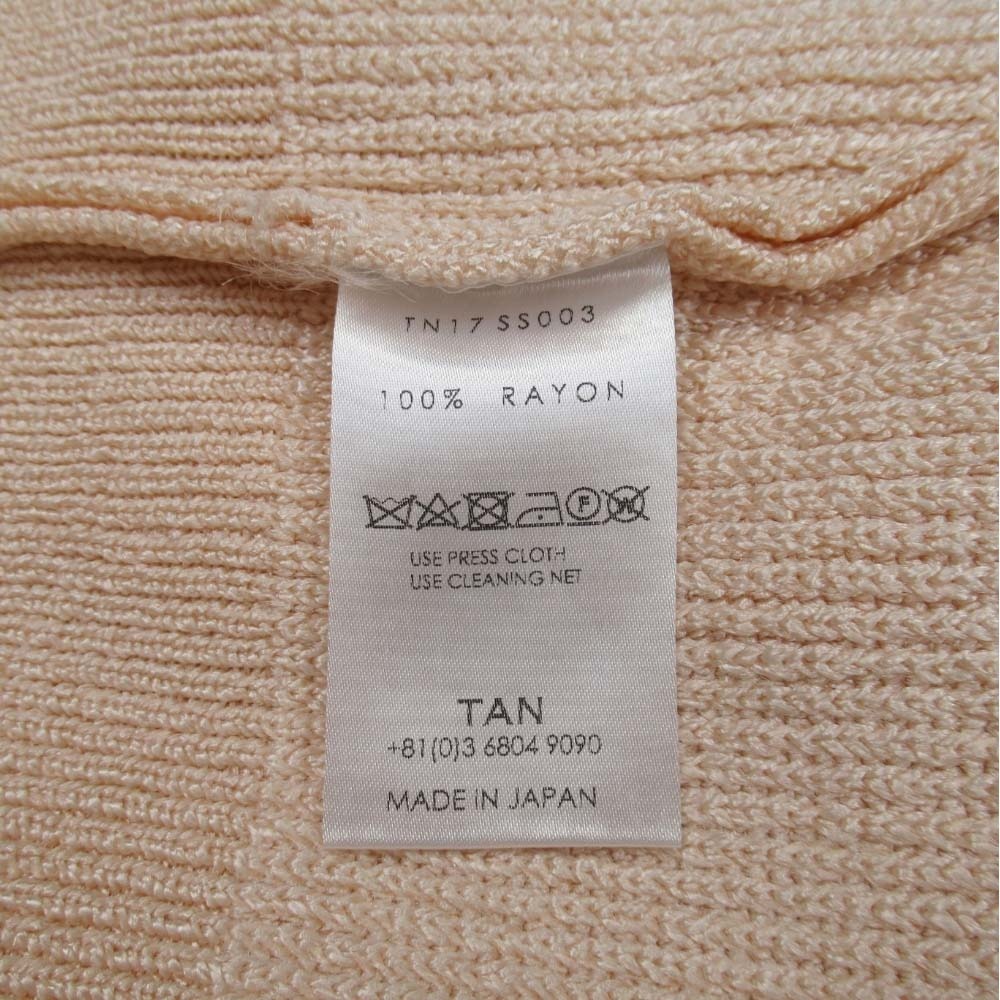 TN17SS003
100% RAYON
F W
USE PRESS CLOTH
USE CLEANING NET
TAN
+81(0)3 6804 9090
MADE IN JAPAN